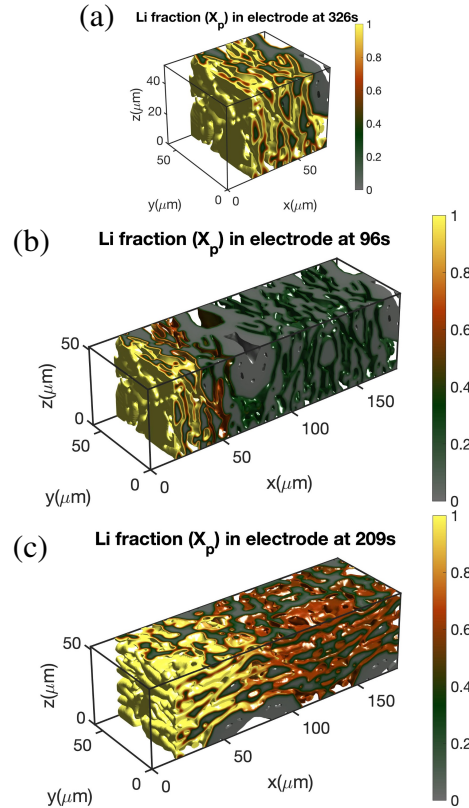 (a)
Li fraction (Xp) in electrode at 326s
1
0.8
0.6
0.4
0.2
0
z(μm)
40
20
0
y(μm)
50
0
x(μm)
0
50
(b)
Li fraction (Xp) in electrode at 96s
1
0.8
0.6
0.4
0.2
0
z(μm)
50
0
y(μm)
50
0
x(μm)
0
50
100
150
(c)
Li fraction (Xp) in electrode at 209s
1
0.8
0.6
0.4
0.2
0
z(μm)
50
0
y(μm)
50
0
x(μm)
0
50
100
150